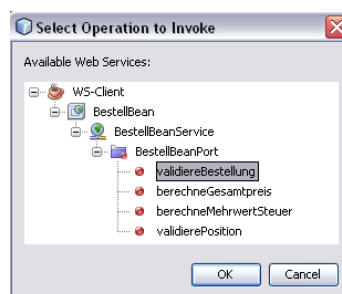 Select Operation to Invoke
Available Web Services:
WS-Client
BestellBean
BestellBeanService
BestellBeanPort
validiereBestellung
berechneGesamtpreis
berechneMehrwertSteuer
validierePosition
OK Cancel